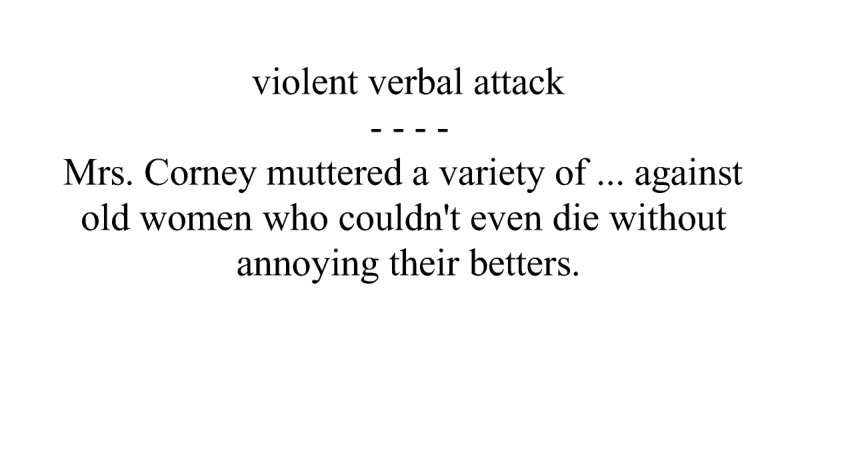 violent verbal attack
- - - -
Mrs. Corney muttered a variety of ... against
old women who couldn't even die without
annoying their betters.